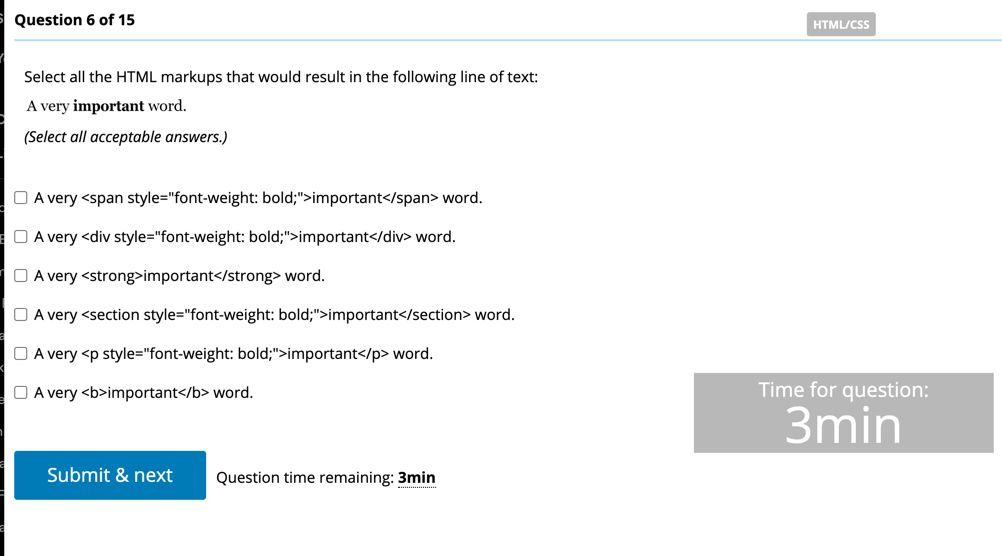 Question 6 of 15
HTML/CSS
Select all the HTML markups that would result in the following line of text:
A very important word.
(Select all acceptable answers.)
A very <span style="font-weight: bold;">important</span> word.
A very <div style="font-weight: bold;">important</div> word.
A very <strong>important</strong> word.
A very <section style="font-weight: bold;">important</section> word.
A very <p style="font-weight: bold;">important</p> word.
A very <b>important</b> word.
Time for question:
3min
Submit & next
Question time remaining: 3min